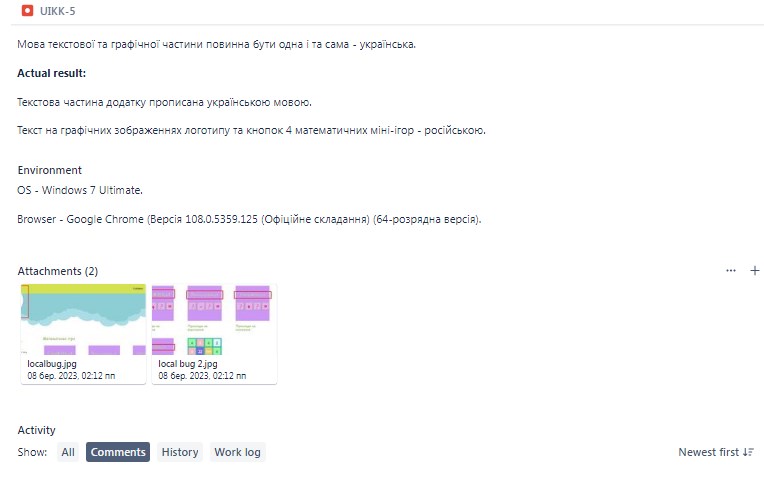 UIKK-5
Мова текстової та графічної частини повинна бути одна і та сама - українська.
Actual result:
Текстова частина додатку прописана українською мовою.
Текст на графічних зображеннях логотипу та кнопок 4 математичних міні-ігор - російською.
Environment
OS - Windows 7 Ultimate.
Browser - Google Chrome (Версія 108.0.5359.125 (Офіційне складання) (64-розрядна версія).
Attachments (2)
localbug.jpg
08 бер. 2023, 02:12 пп
local bug 2.jpg
08 бер. 2023, 02:12 пп
Activity
Show: All Comments History Work log
Newest first